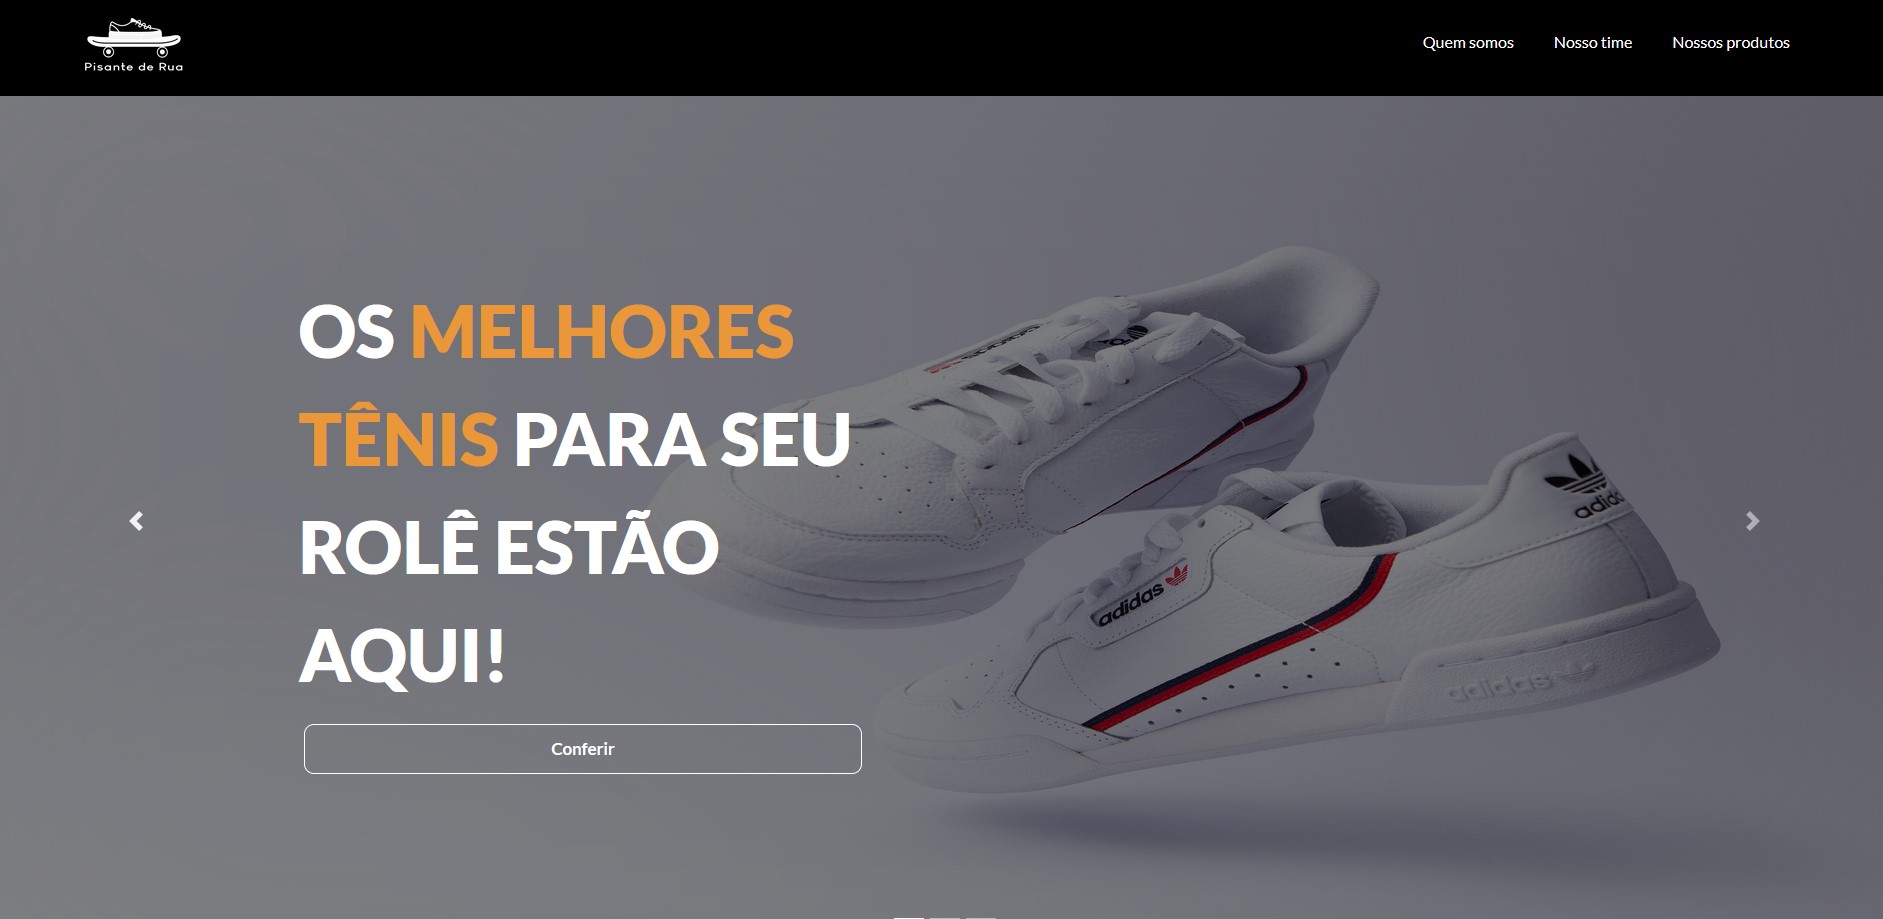 Pisante de Rua
Quem somos
Nosso time
Nossos produtos
OS MELHORES
TÊNIS PARA SEU
ROLÊ ESTÃO
AQUI!
Conferir
adidas
adidas
adidas
adidas